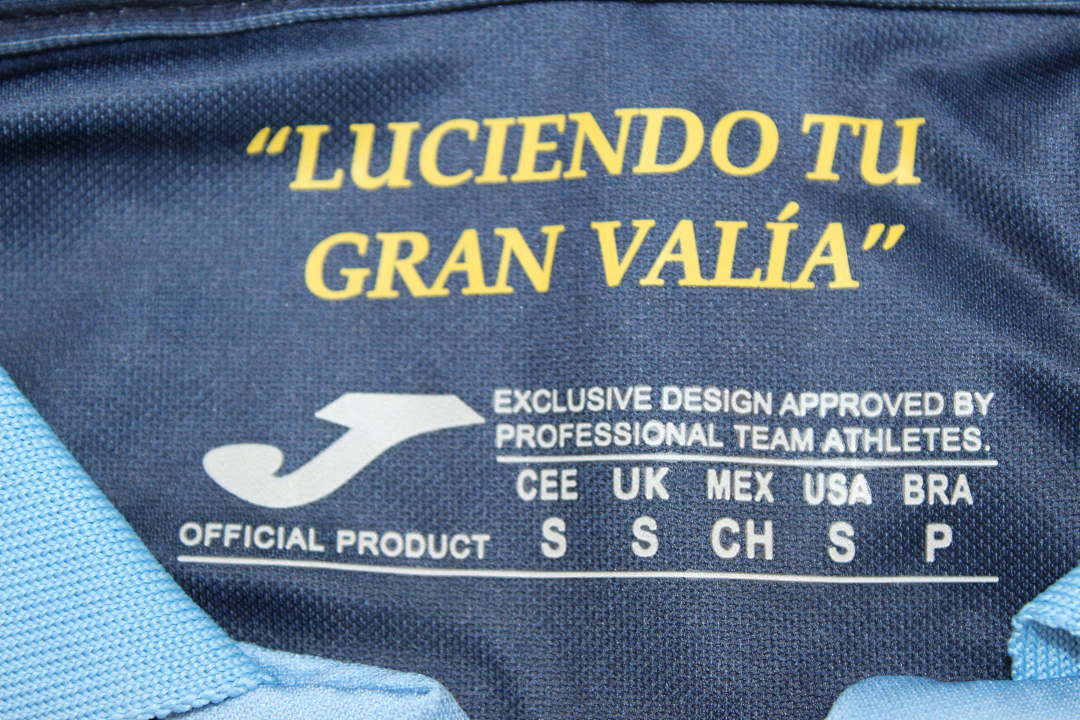 “LUCIENDO TU
GRAN VALÍA”
EXCLUSIVE DESIGN APPROVED BY
PROFESSIONAL TEAM ATHLETES.
CEE UK MEX USA BRA
S S CH S P
OFFICIAL PRODUCT